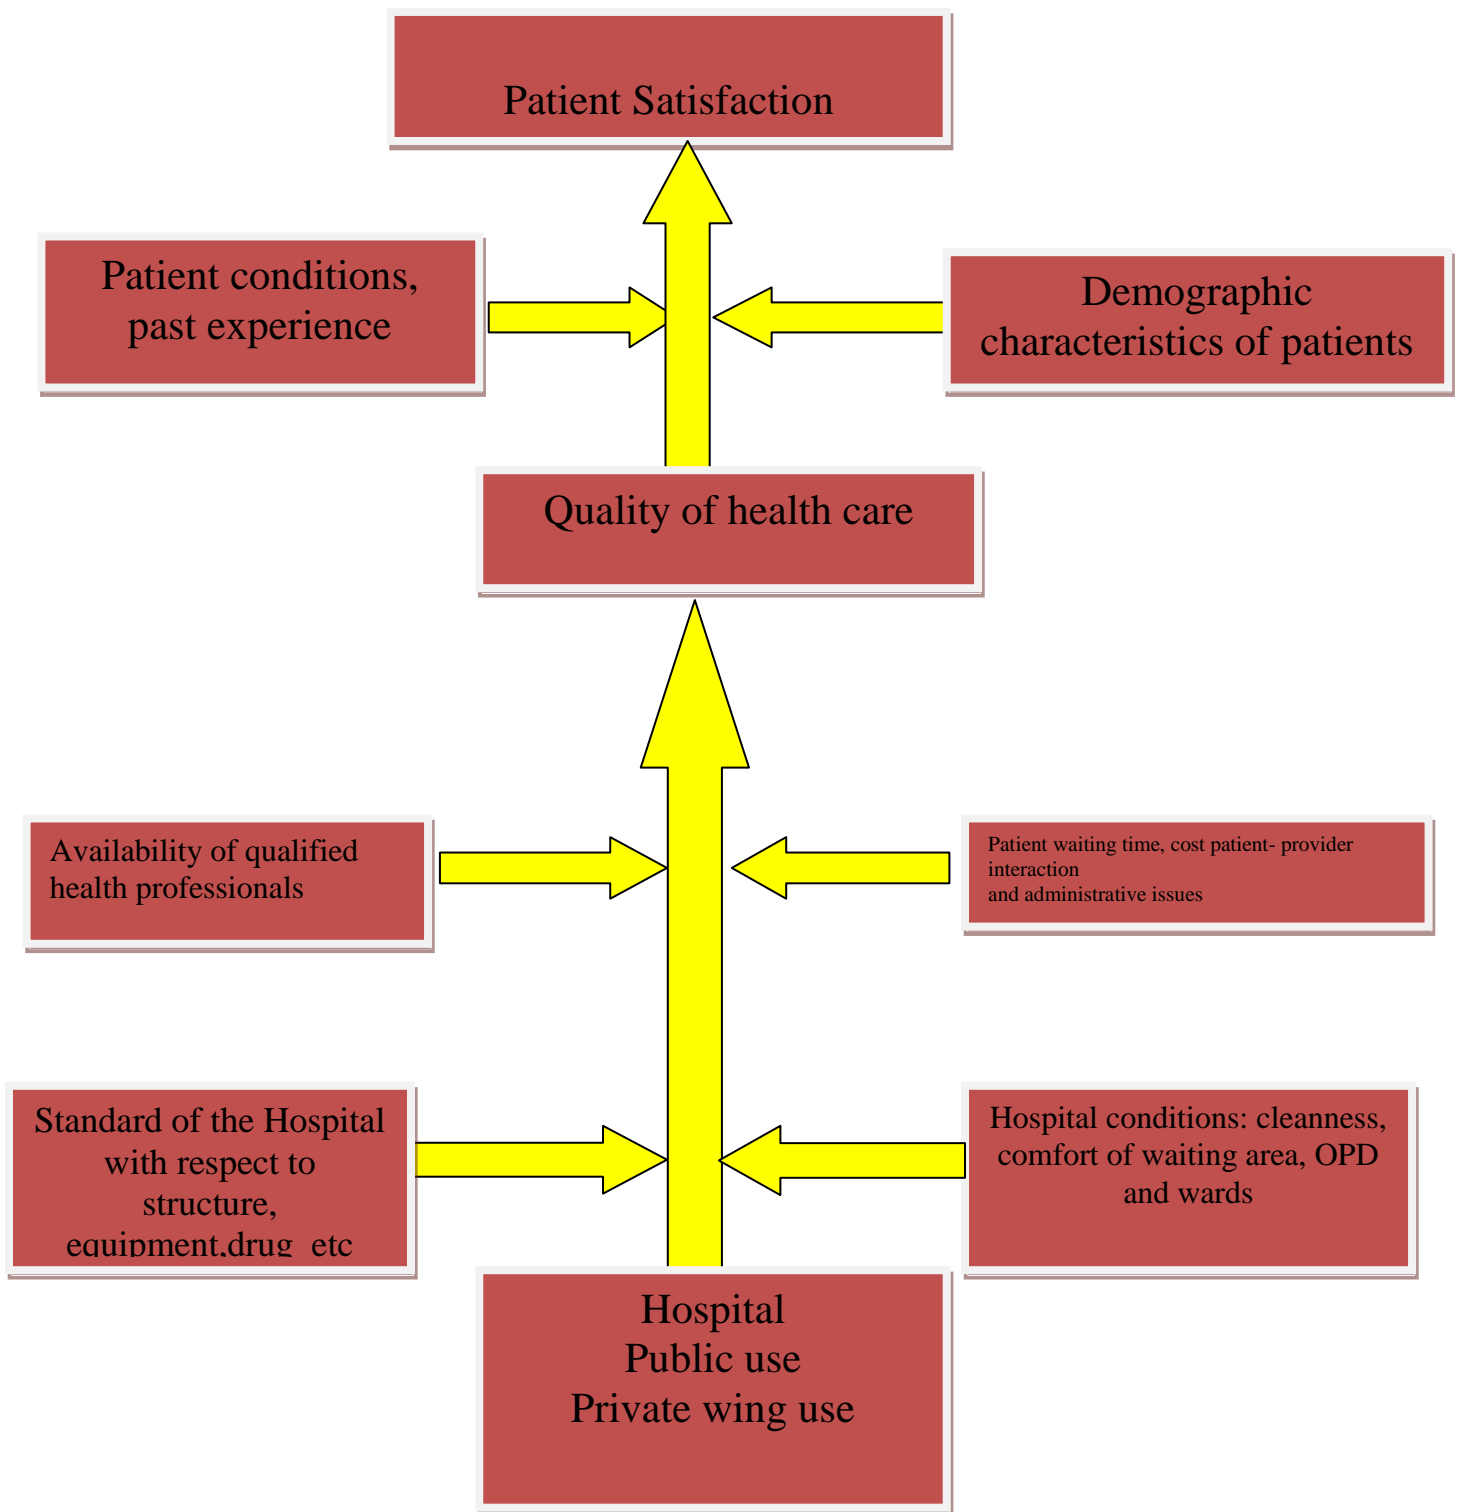 Patient Satisfaction
Patient conditions,
past experience
Demographic
characteristics of patients
Quality of health care
Availability of qualified
health professionals
Patient waiting time, cost patient- provider
interaction
and administrative issues
Standard of the Hospital
with respect to
structure,
equipment,drug etc
Hospital conditions: cleanness,
comfort of waiting area, OPD
and wards
Hospital
Public use
Private wing use